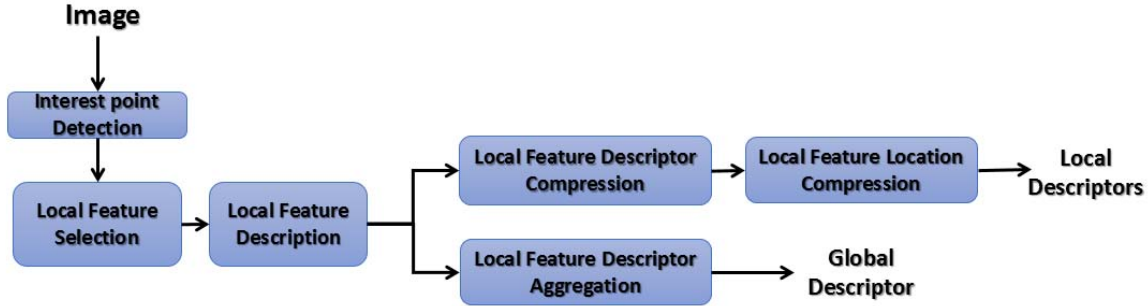 Image
Interest point
Detection
Local Feature
Selection
Local Feature
Description
Local Feature Descriptor
Compression
Local Feature Location
Compression
Local
Descriptors
Local Feature Descriptor
Aggregation
Global
Descriptor